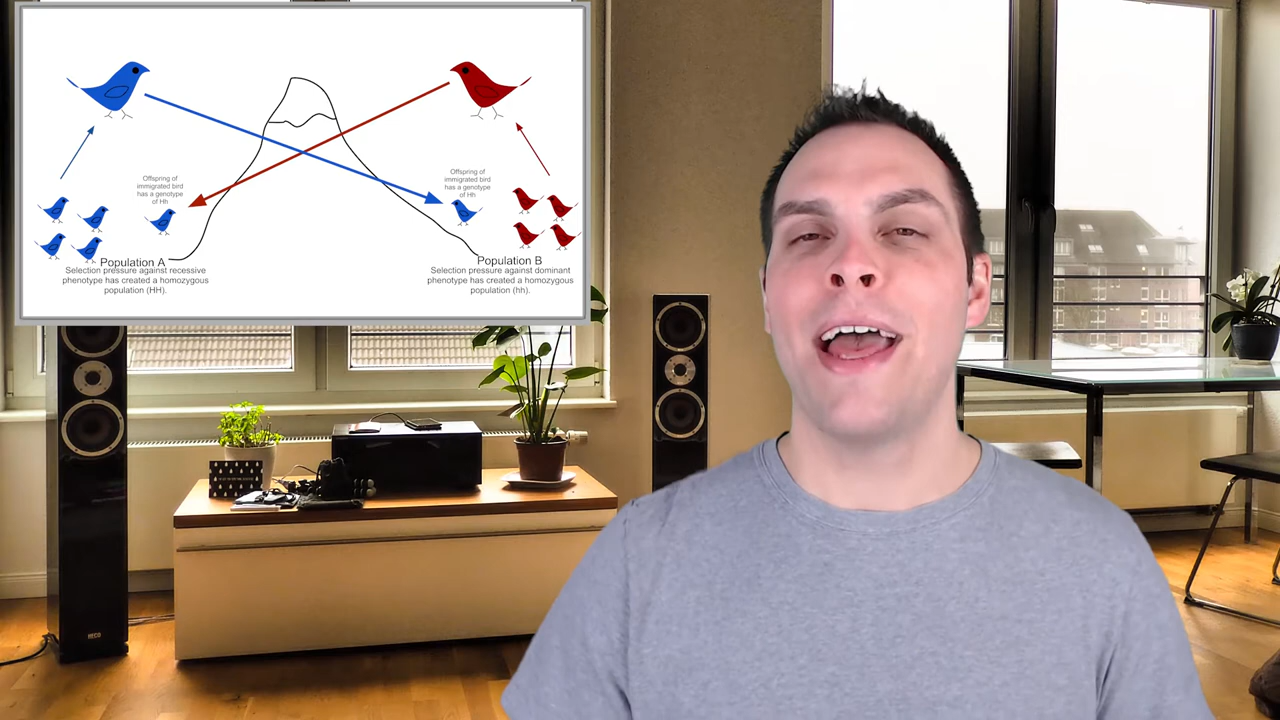 Offspring of
immigrated bird
has a genotype
of Hh
Offspring of
immigrated bird
has a genotype
of Hh
Population A
Selection pressure against recessive
phenotype has created a homozygous
population (HH).
Population B
Selection pressure against dominant
phenotype has created a homozygous
population (hh).
HECO